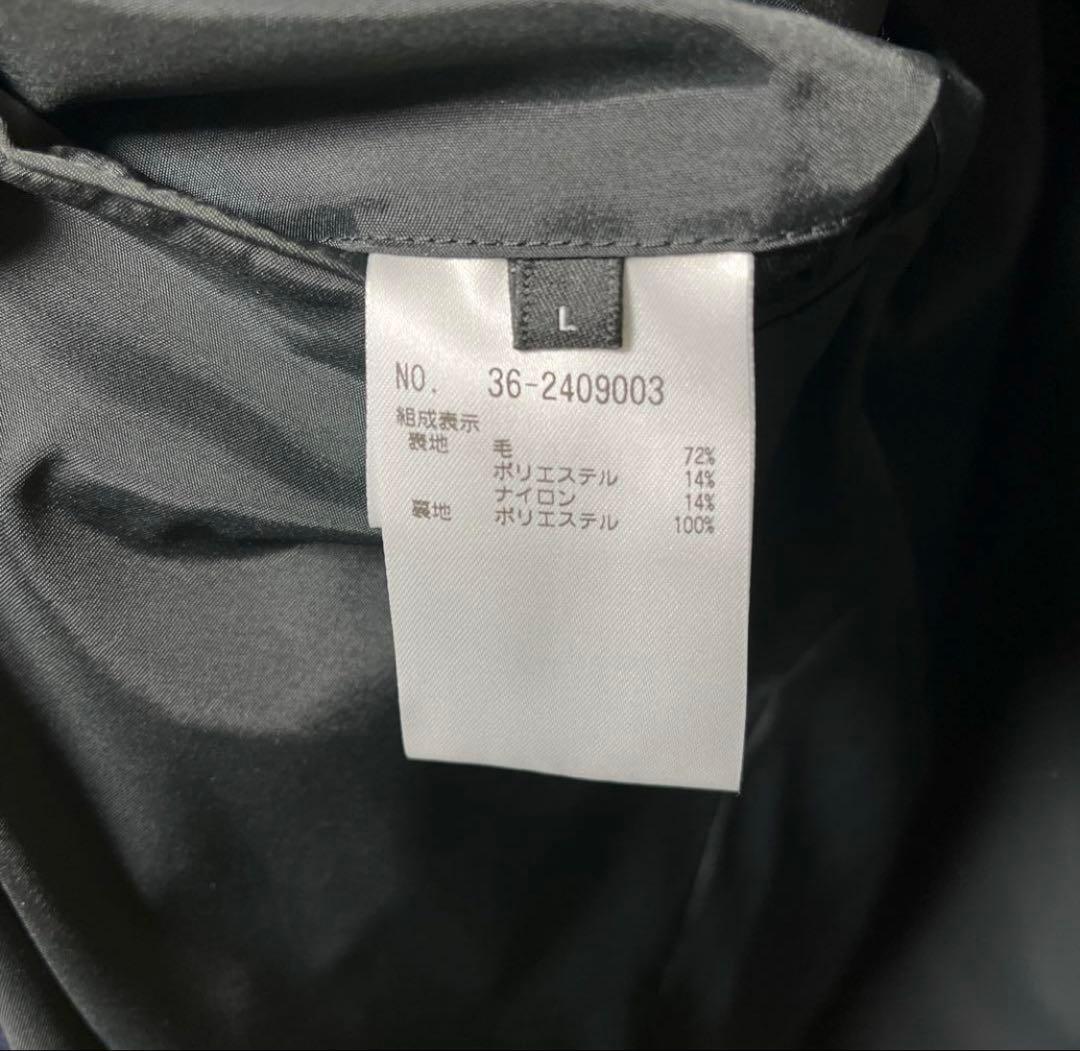 L
NO. 36-2409003
組成表示
表地 毛 72%
ポリエステル 14%
ナイロン 14%
裏地 ポリエステル 100%